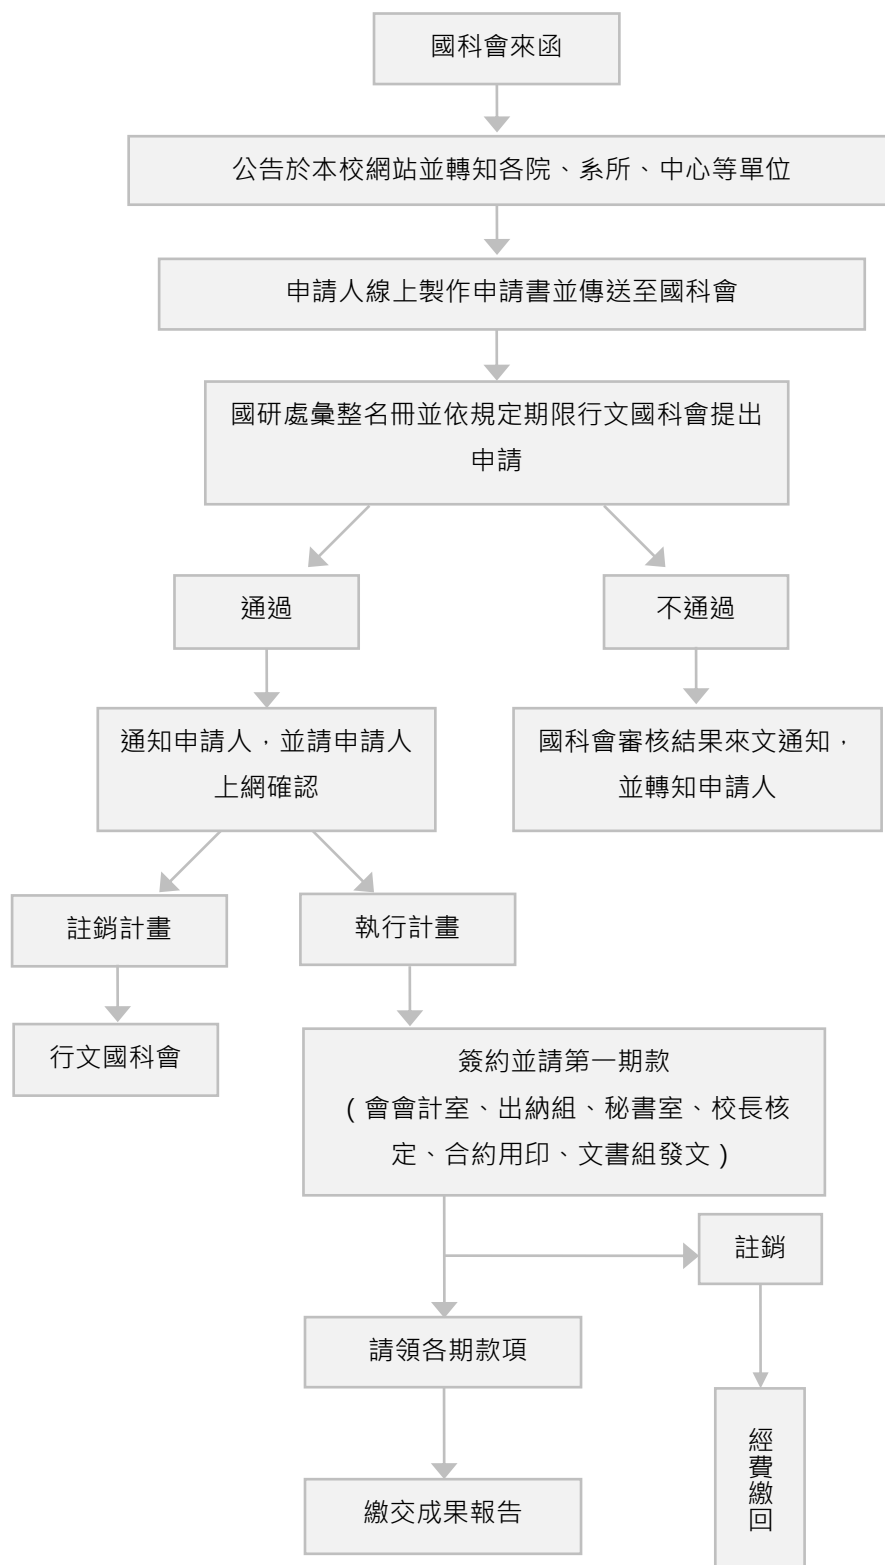 國科會來函
公告於本校網站並轉知各院、系所、中心等單位
申請人線上製作申請書並傳送至國科會
國研處彙整名冊並依規定期限行文國科會提出
申請
通過
不通過
通知申請人，並請申請人
上網確認
國科會審核結果來文通知，
並轉知申請人
註銷計畫
執行計畫
行文國科會
簽約並請第一期款
（會會計室、出納組、秘書室、校長核
定、合約用印、文書組發文）
註銷
請領各期款項
經費繳回
繳交成果報告